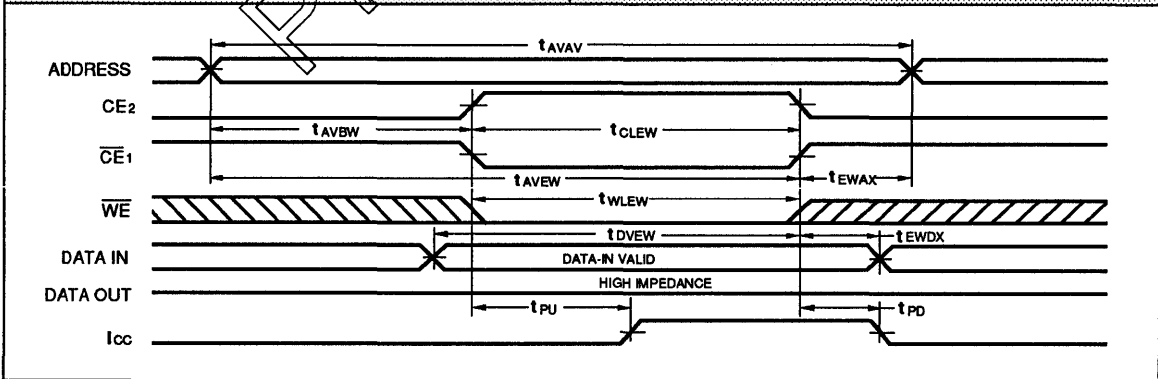 tAVAV
ADDRESS
CE2
tAVBW
tCLEW
CE1
tAVEW
tEWAX
WE
tWLEW
tDVEW
tEWDX
DATA IN
DATA-IN VALID
DATA OUT
HIGH IMPEDANCE
tPU
tPD
ICC